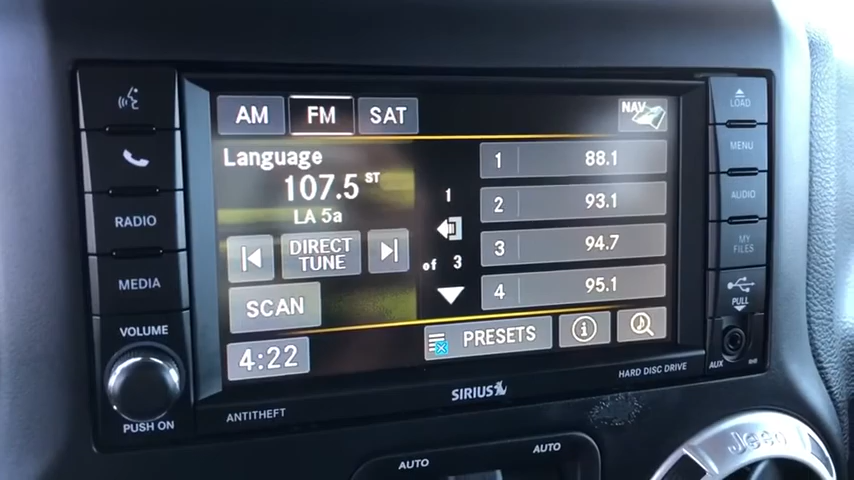 AM FM SAT NAV
Language
107.5 ST
LA 5a
DIRECT
TUNE
SCAN
4:22
1
of 3
1 88.1
2 93.1
3 94.7
4 95.1
PRESETS
RADIO
MEDIA
VOLUME
PUSH ON
LOAD
MENU
AUDIO
MY
FILES
PULL
AUX
ANTITHEFT
SIRIUS
HARD DISC DRIVE
AUTO
AUTO
Jeep